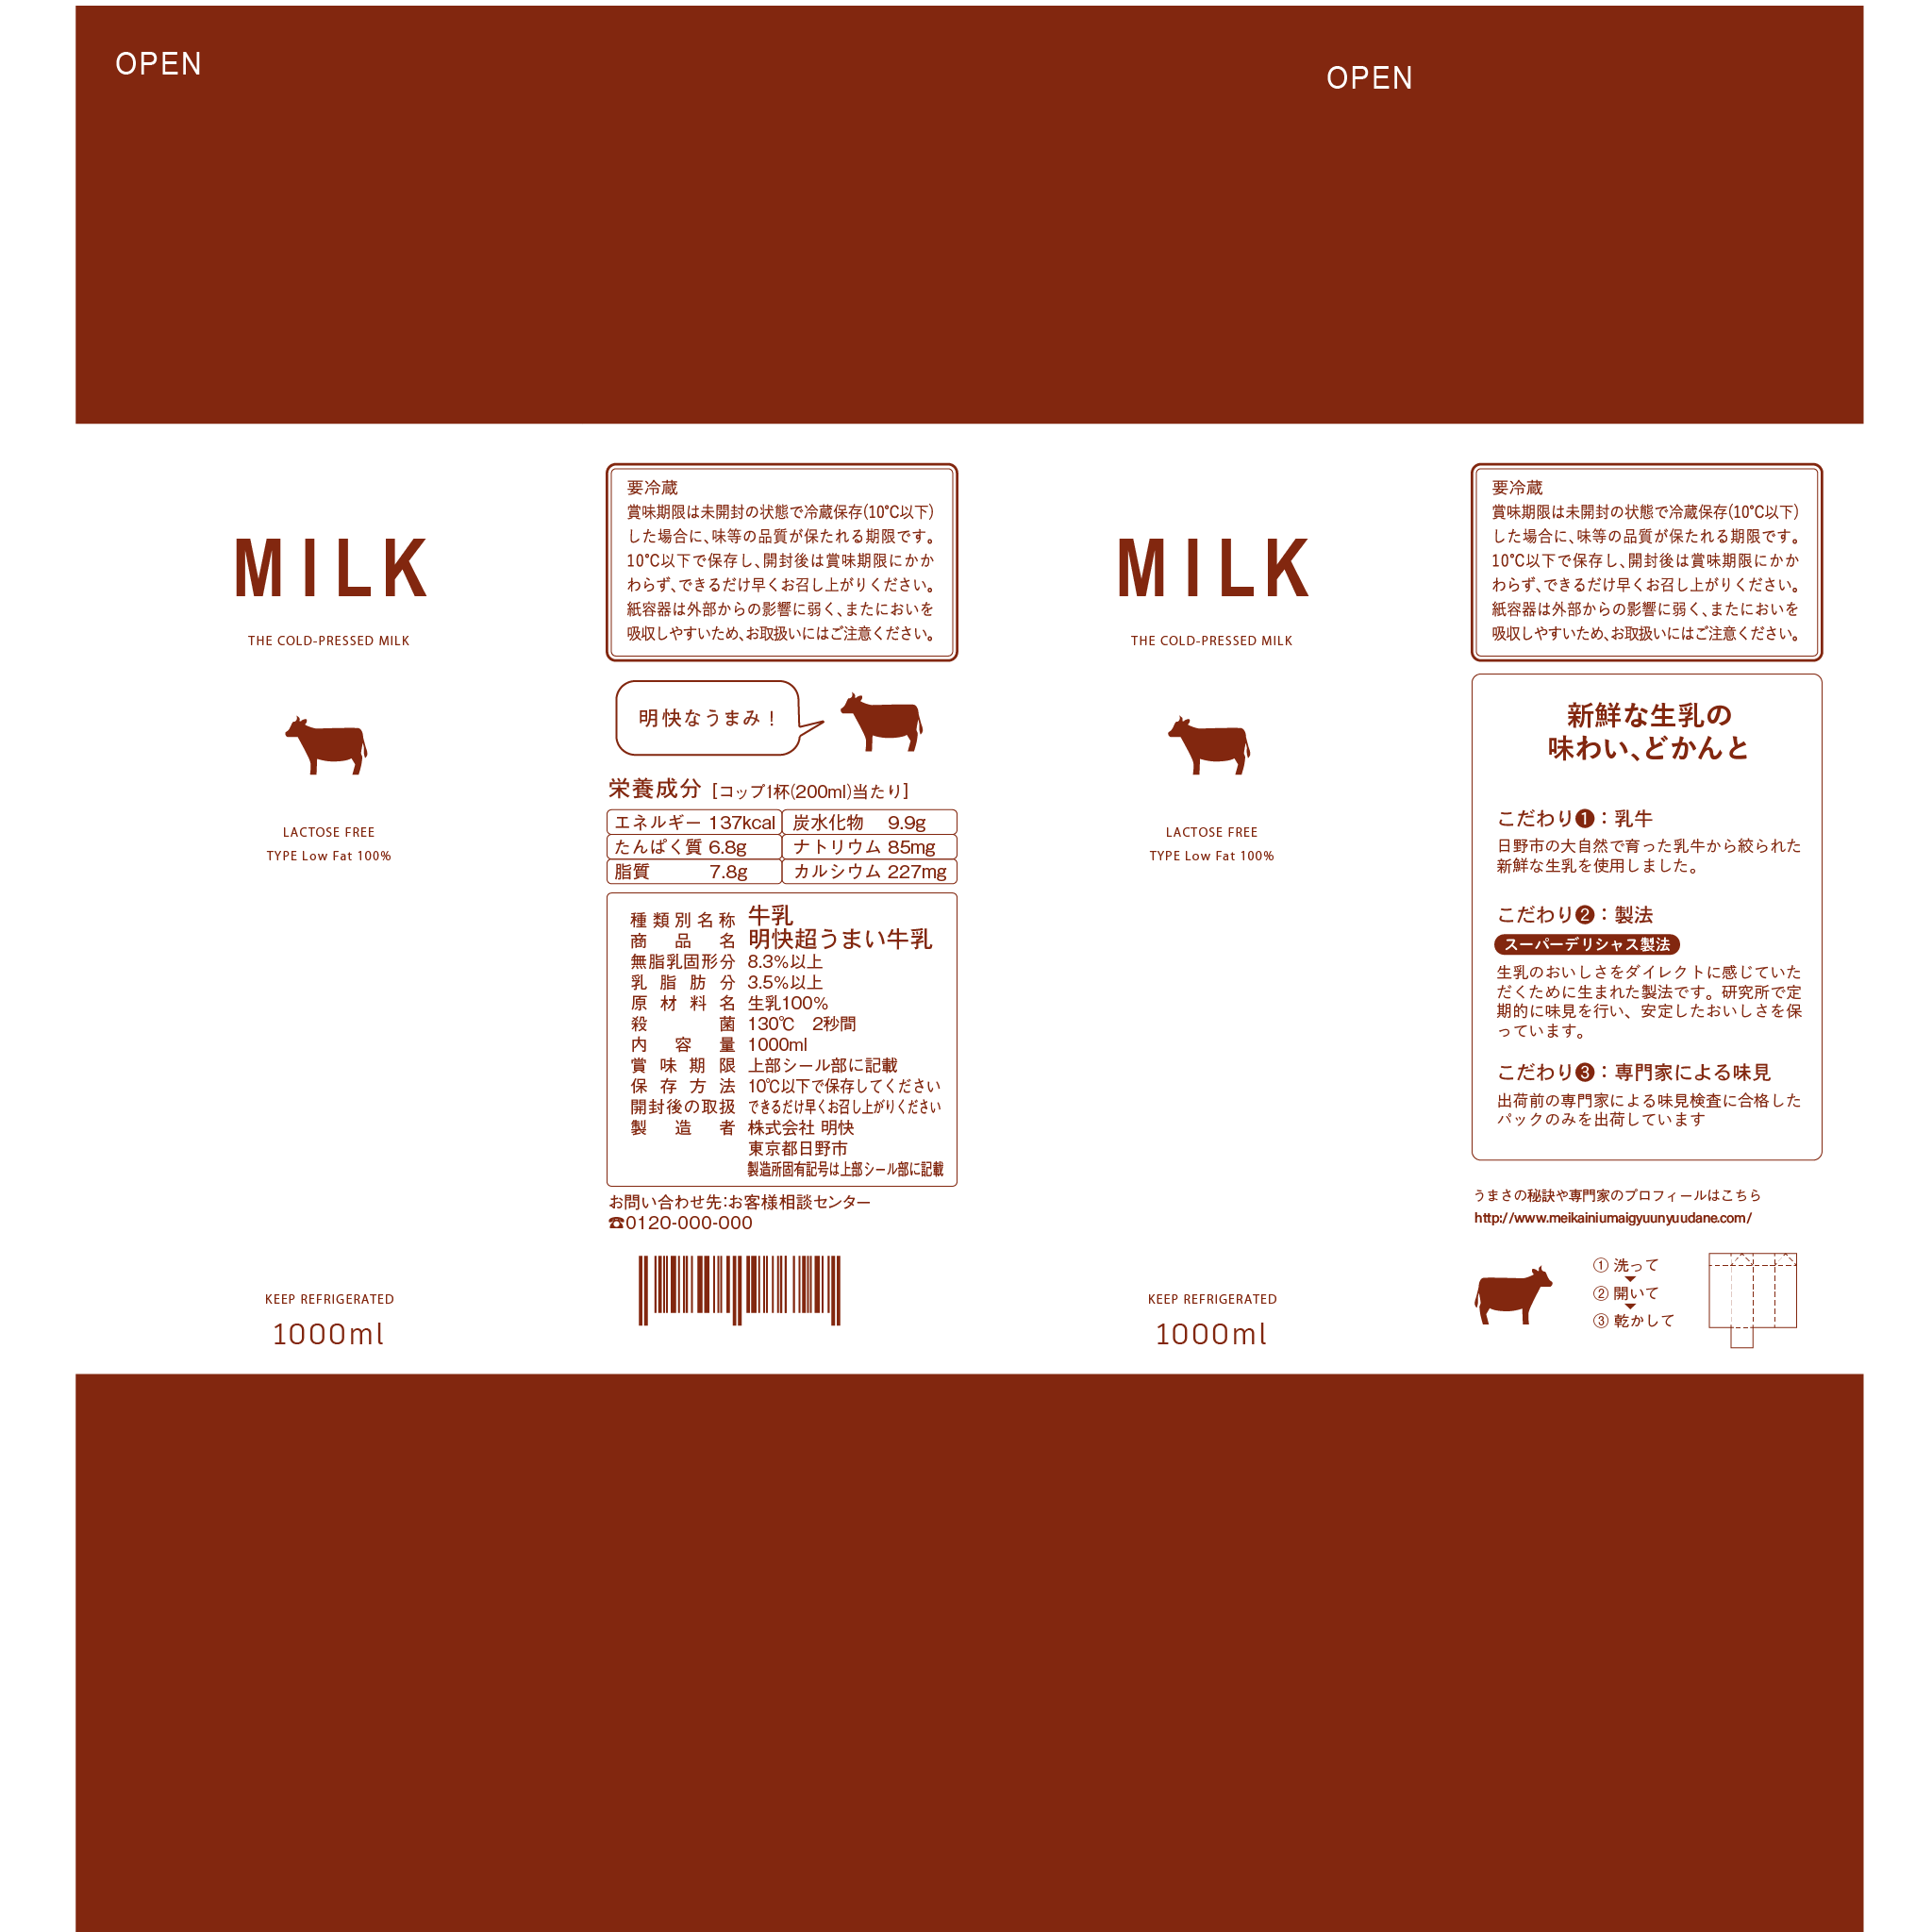 OPEN
OPEN
MILK
THE COLD-PRESSED MILK
LACTOSE FREE
TYPE Low Fat 100%
KEEP REFRIGERATED
1000ml
要冷蔵
賞味期限は未開封の状態で冷蔵保存(10°C以下)
した場合に、味等の品質が保たれる期限です。
10°C以下で保存し、開封後は賞味期限にかか
わらず、できるだけ早くお召し上がりください。
紙容器は外部からの影響に弱く、またにおいを
吸収しやすいため、お取扱いにはご注意ください。
明快なうまみ！
栄養成分 [コップ1杯(200ml)当たり]
エネルギー 137kcal 炭水化物 9.9g
たんぱく質 6.8g ナトリウム 85mg
脂質 7.8g カルシウム 227mg
種類別名称 牛乳
商品名 明快超うまい牛乳
無脂乳固形分 8.3%以上
乳脂肪分 3.5%以上
原材料名 生乳100%
殺菌 130℃ 2秒間
内容量 1000ml
賞味期限 上部シール部に記載
保存方法 10℃以下で保存してください
開封後の取扱 できるだけ早くお召し上がりください
製造者 株式会社 明快
東京都日野市
製造所固有記号は上部シール部に記載
お問い合わせ先：お客様相談センター
☎0120-000-000
MILK
THE COLD-PRESSED MILK
LACTOSE FREE
TYPE Low Fat 100%
KEEP REFRIGERATED
1000ml
要冷蔵
賞味期限は未開封の状態で冷蔵保存(10°C以下)
した場合に、味等の品質が保たれる期限です。
10°C以下で保存し、開封後は賞味期限にかか
わらず、できるだけ早くお召し上がりください。
紙容器は外部からの影響に弱く、またにおいを
吸収しやすいため、お取扱いにはご注意ください。
新鮮な生乳の
味わい、どかんと
こだわり❶：乳牛
日野市の大自然で育った乳牛から絞られた
新鮮な生乳を使用しました。
こだわり❷：製法
スーパーデリシャス製法
生乳のおいしさをダイレクトに感じていた
だくために生まれた製法です。研究所で定
期的に味見を行い、安定したおいしさを保
っています。
こだわり❸：専門家による味見
出荷前の専門家による味見検査に合格した
パックのみを出荷しています
うまさの秘訣や専門家のプロフィールはこちら
http://www.meikainiumaigyuunyuudane.com/
① 洗って
② 開いて
③ 乾かして